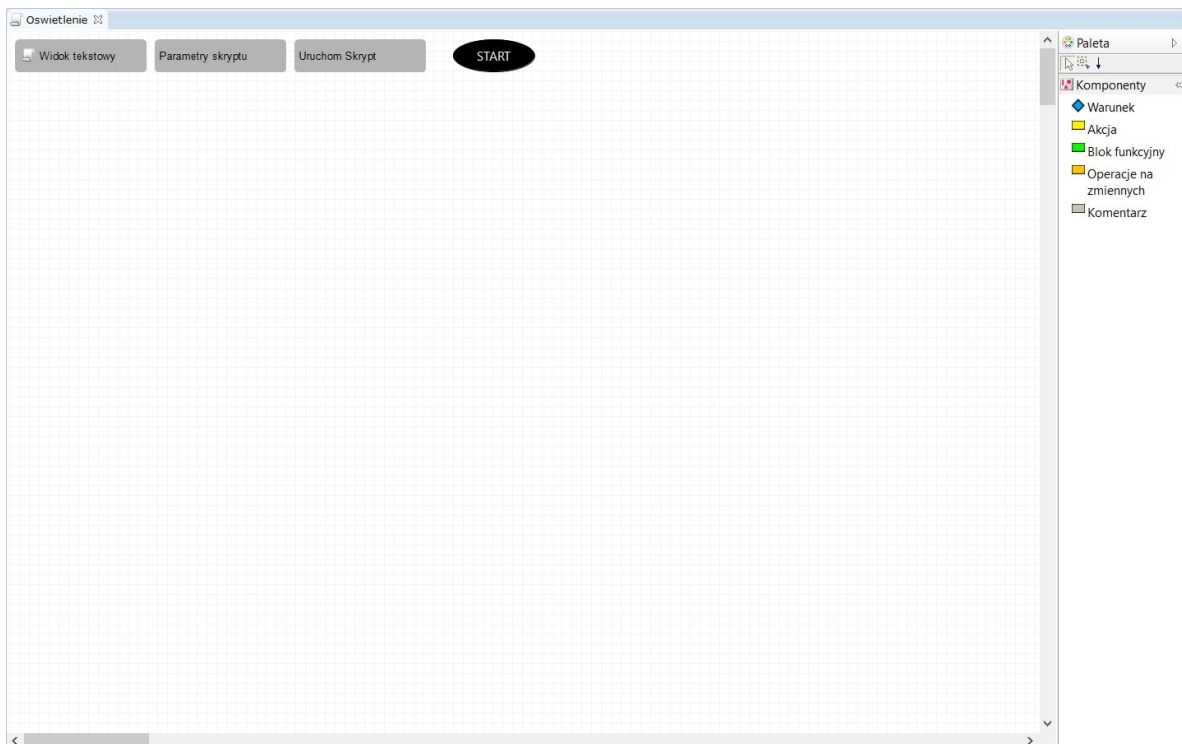 Oswietlenie
Widok tekstowy
Parametry skryptu
Uruchom Skrypt
START
Paleta
Komponenty
Warunek
Akcja
Blok funkcyjny
Operacje na
zmiennych
Komentarz